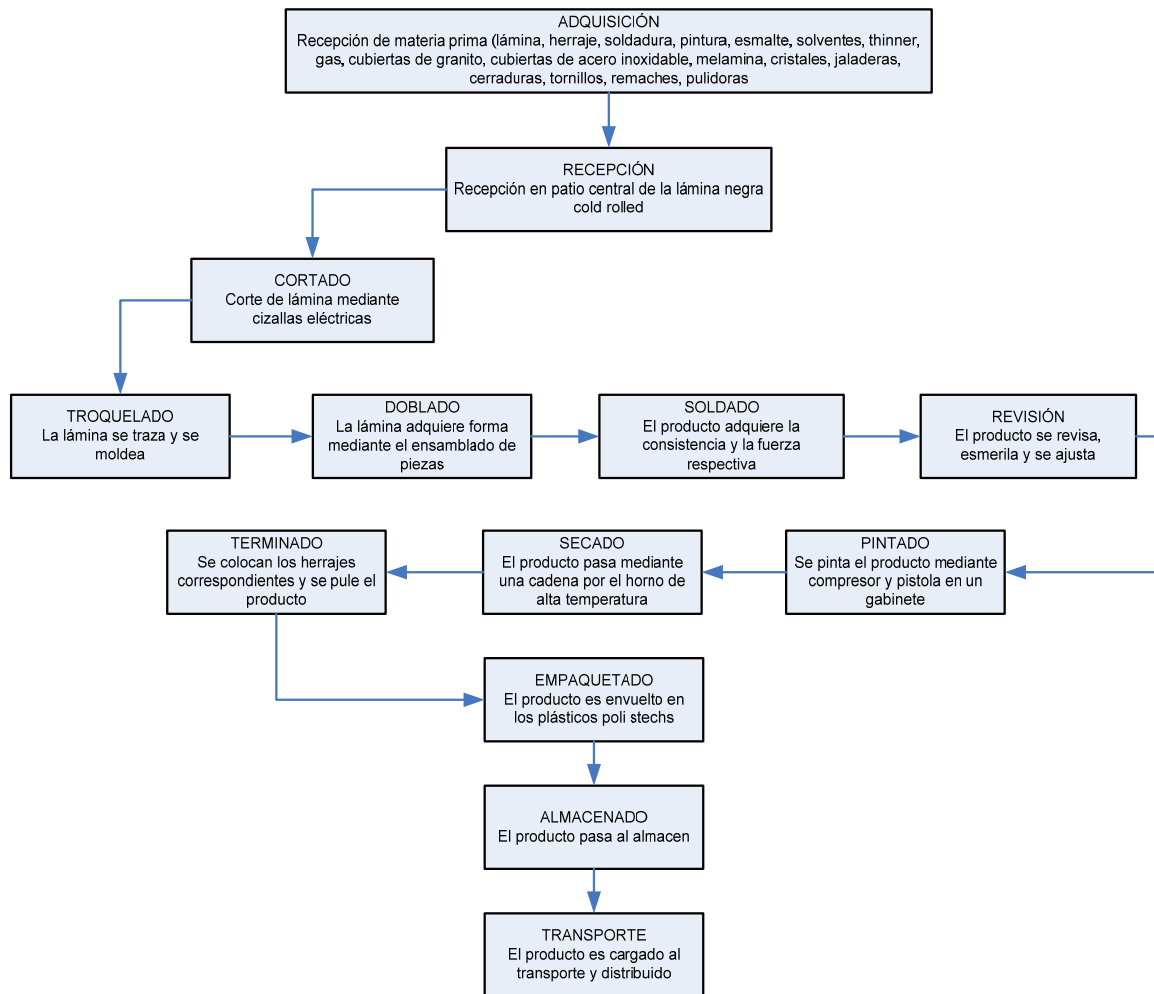 ADQUISICIÓN
Recepción de materia prima (lámina, herraje, soldadura, pintura, esmalte, solventes, thinner,
gas, cubiertas de granito, cubiertas de acero inoxidable, melamina, cristales, jaladeras,
cerraduras, tornillos, remaches, pulidoras
RECEPCIÓN
Recepción en patio central de la lámina negra
cold rolled
CORTADO
Corte de lámina mediante
cizallas eléctricas
TROQUELADO
La lámina se traza y se
moldea
DOBLADO
La lámina adquiere forma
mediante el ensamblado de
piezas
SOLDADO
El producto adquiere la
consistencia y la fuerza
respectiva
REVISIÓN
El producto se revisa,
esmerila y se ajusta
PINTADO
Se pinta el producto mediante
compresor y pistola en un
gabinete
SECADO
El producto pasa mediante
una cadena por el horno de
alta temperatura
TERMINADO
Se colocan los herrajes
correspondientes y se pule el
producto
EMPAQUETADO
El producto es envuelto en
los plásticos poli stechs
ALMACENADO
El producto pasa al almacen
TRANSPORTE
El producto es cargado al
transporte y distribuido